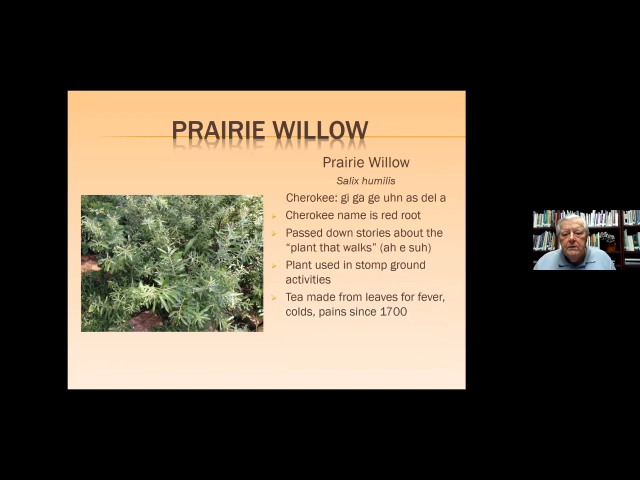 PRAIRIE WILLOW
Prairie Willow
Salix humilis
Cherokee: gi ga ge uhn as del a
Cherokee name is red root
Passed down stories about the
“plant that walks” (ah e suh)
Plant used in stomp ground
activities
Tea made from leaves for fever,
colds, pains since 1700